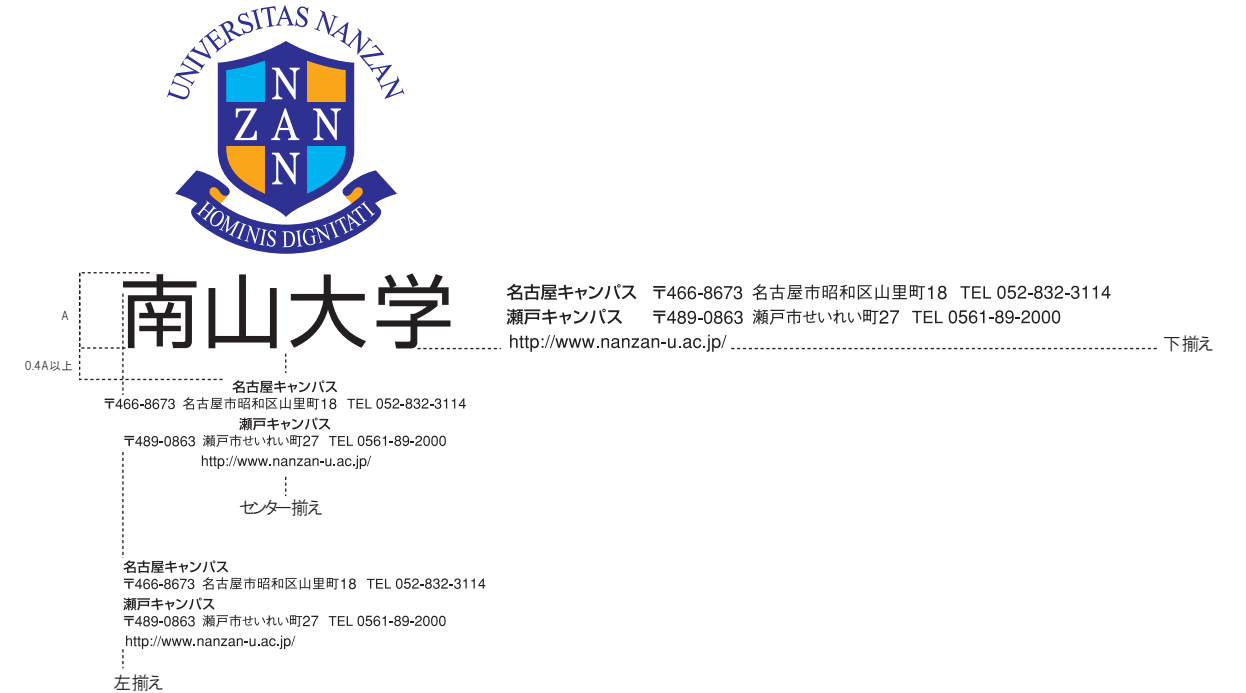 UNIVERSITAS NANZAN
N
ZAN
N
HOMINIS DIGNITATI
南山大学
A
0.4A以上
名古屋キャンパス 〒466-8673 名古屋市昭和区山里町18 TEL 052-832-3114
瀬戸キャンパス 〒489-0863 瀬戸市せいれい町27 TEL 0561-89-2000
http://www.nanzan-u.ac.jp/
下揃え
名古屋キャンパス
〒466-8673 名古屋市昭和区山里町18 TEL 052-832-3114
瀬戸キャンパス
〒489-0863 瀬戸市せいれい町27 TEL 0561-89-2000
http://www.nanzan-u.ac.jp/
センター揃え
名古屋キャンパス
〒466-8673 名古屋市昭和区山里町18 TEL 052-832-3114
瀬戸キャンパス
〒489-0863 瀬戸市せいれい町27 TEL 0561-89-2000
http://www.nanzan-u.ac.jp/
左揃え